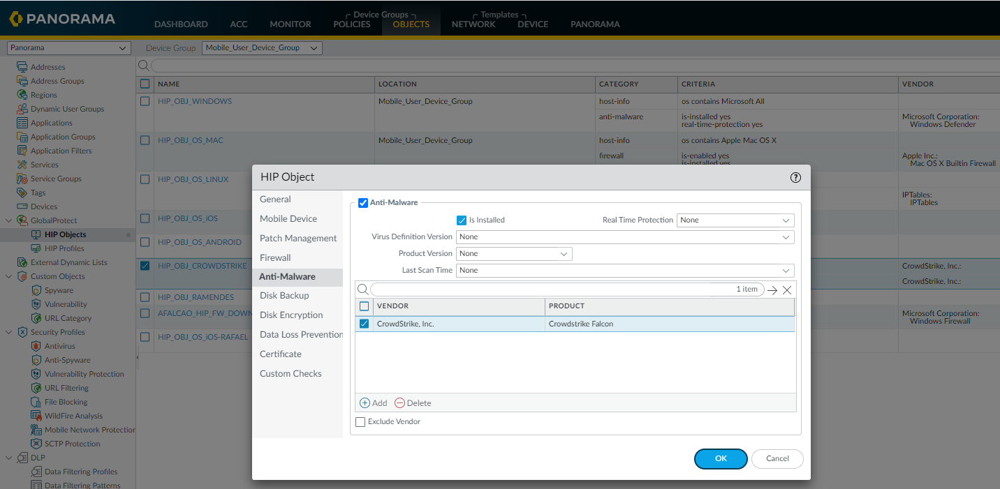 PANORAMA
Device Groups
Templates
DASHBOARD ACC MONITOR POLICIES OBJECTS NETWORK DEVICE PANORAMA
Panorama
Device Group Mobile_User_Device_Group
Addresses
Address Groups
Regions
Dynamic User Groups
Applications
Application Groups
Application Filters
Services
Service Groups
Tags
Devices
GlobalProtect
HIP Objects
HIP Profiles
External Dynamic Lists
Custom Objects
Spyware
Vulnerability
URL Category
Security Profiles
Antivirus
Anti-Spyware
Vulnerability Protection
URL Filtering
File Blocking
WildFire Analysis
Mobile Network Protection
SCTP Protection
DLP
Data Filtering Profiles
Data Filtering Patterns
NAME LOCATION CATEGORY CRITERIA VENDOR
HIP_OBJ_WINDOWS Mobile_User_Device_Group host-info os contains Microsoft All
anti-malware is-installed yes Microsoft Corporation:
real-time-protection yes Windows Defender
HIP_OBJ_OS_MAC Mobile_User_Device_Group host-info os contains Apple Mac OS X
firewall is-enabled yes Apple Inc.:
is-installed yes Mac OS X Builtin Firewall
HIP_OBJ_OS_LINUX
IPTables:
IPTables
HIP_OBJ_OS_iOS
HIP_OBJ_OS_ANDROID
HIP_OBJ_CROWDSTRIKE CrowdStrike, Inc.:
CrowdStrike, Inc.:
HIP_OBJ_RAMENDES
AFALCAO_HIP_FW_DOWN Microsoft Corporation:
Windows Firewall
HIP_OBJ_OS_iOS-RAFAEL
HIP Object
?
General
Mobile Device
Patch Management
Firewall
Anti-Malware
Disk Backup
Disk Encryption
Data Loss Prevention
Certificate
Custom Checks
Anti-Malware
Is Installed Real Time Protection None
Virus Definition Version None
Product Version None
Last Scan Time None
1 item
VENDOR PRODUCT
CrowdStrike, Inc. Crowdstrike Falcon
Add Delete
Exclude Vendor
OK Cancel